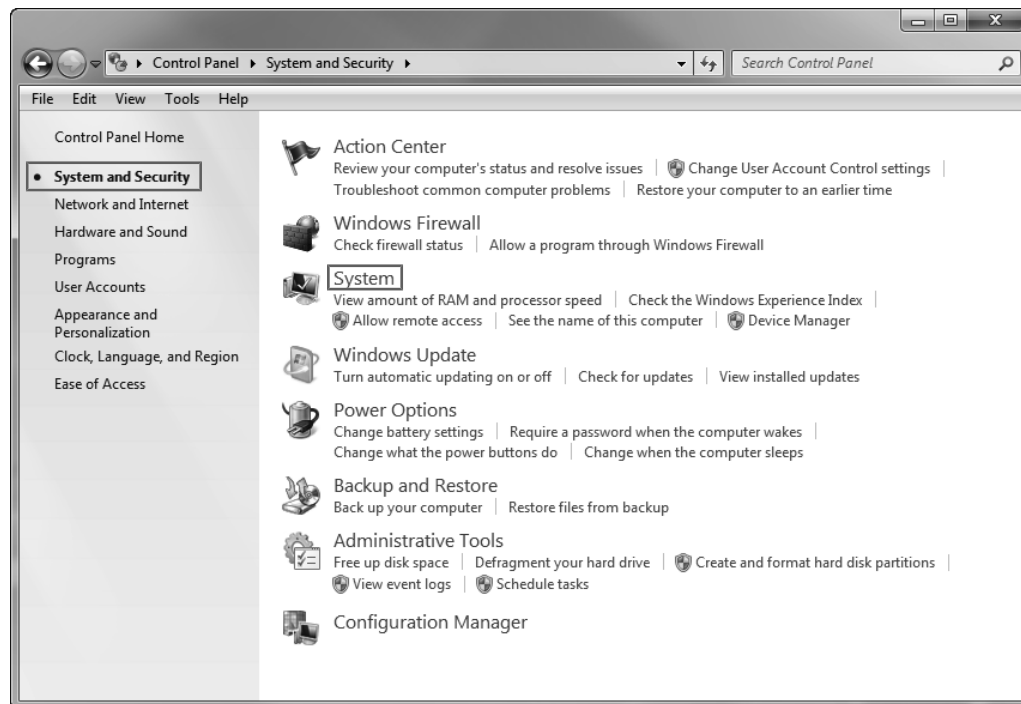 Control Panel System and Security Search Control Panel
File Edit View Tools Help
Control Panel Home
System and Security
Network and Internet
Hardware and Sound
Programs
User Accounts
Appearance and
Personalization
Clock, Language, and Region
Ease of Access
Action Center
Review your computer's status and resolve issues Change User Account Control settings
Troubleshoot common computer problems Restore your computer to an earlier time
Windows Firewall
Check firewall status Allow a program through Windows Firewall
System
View amount of RAM and processor speed Check the Windows Experience Index
Allow remote access See the name of this computer Device Manager
Windows Update
Turn automatic updating on or off Check for updates View installed updates
Power Options
Change battery settings Require a password when the computer wakes
Change what the power buttons do Change when the computer sleeps
Backup and Restore
Back up your computer Restore files from backup
Administrative Tools
Free up disk space Defragment your hard drive Create and format hard disk partitions
View event logs Schedule tasks
Configuration Manager